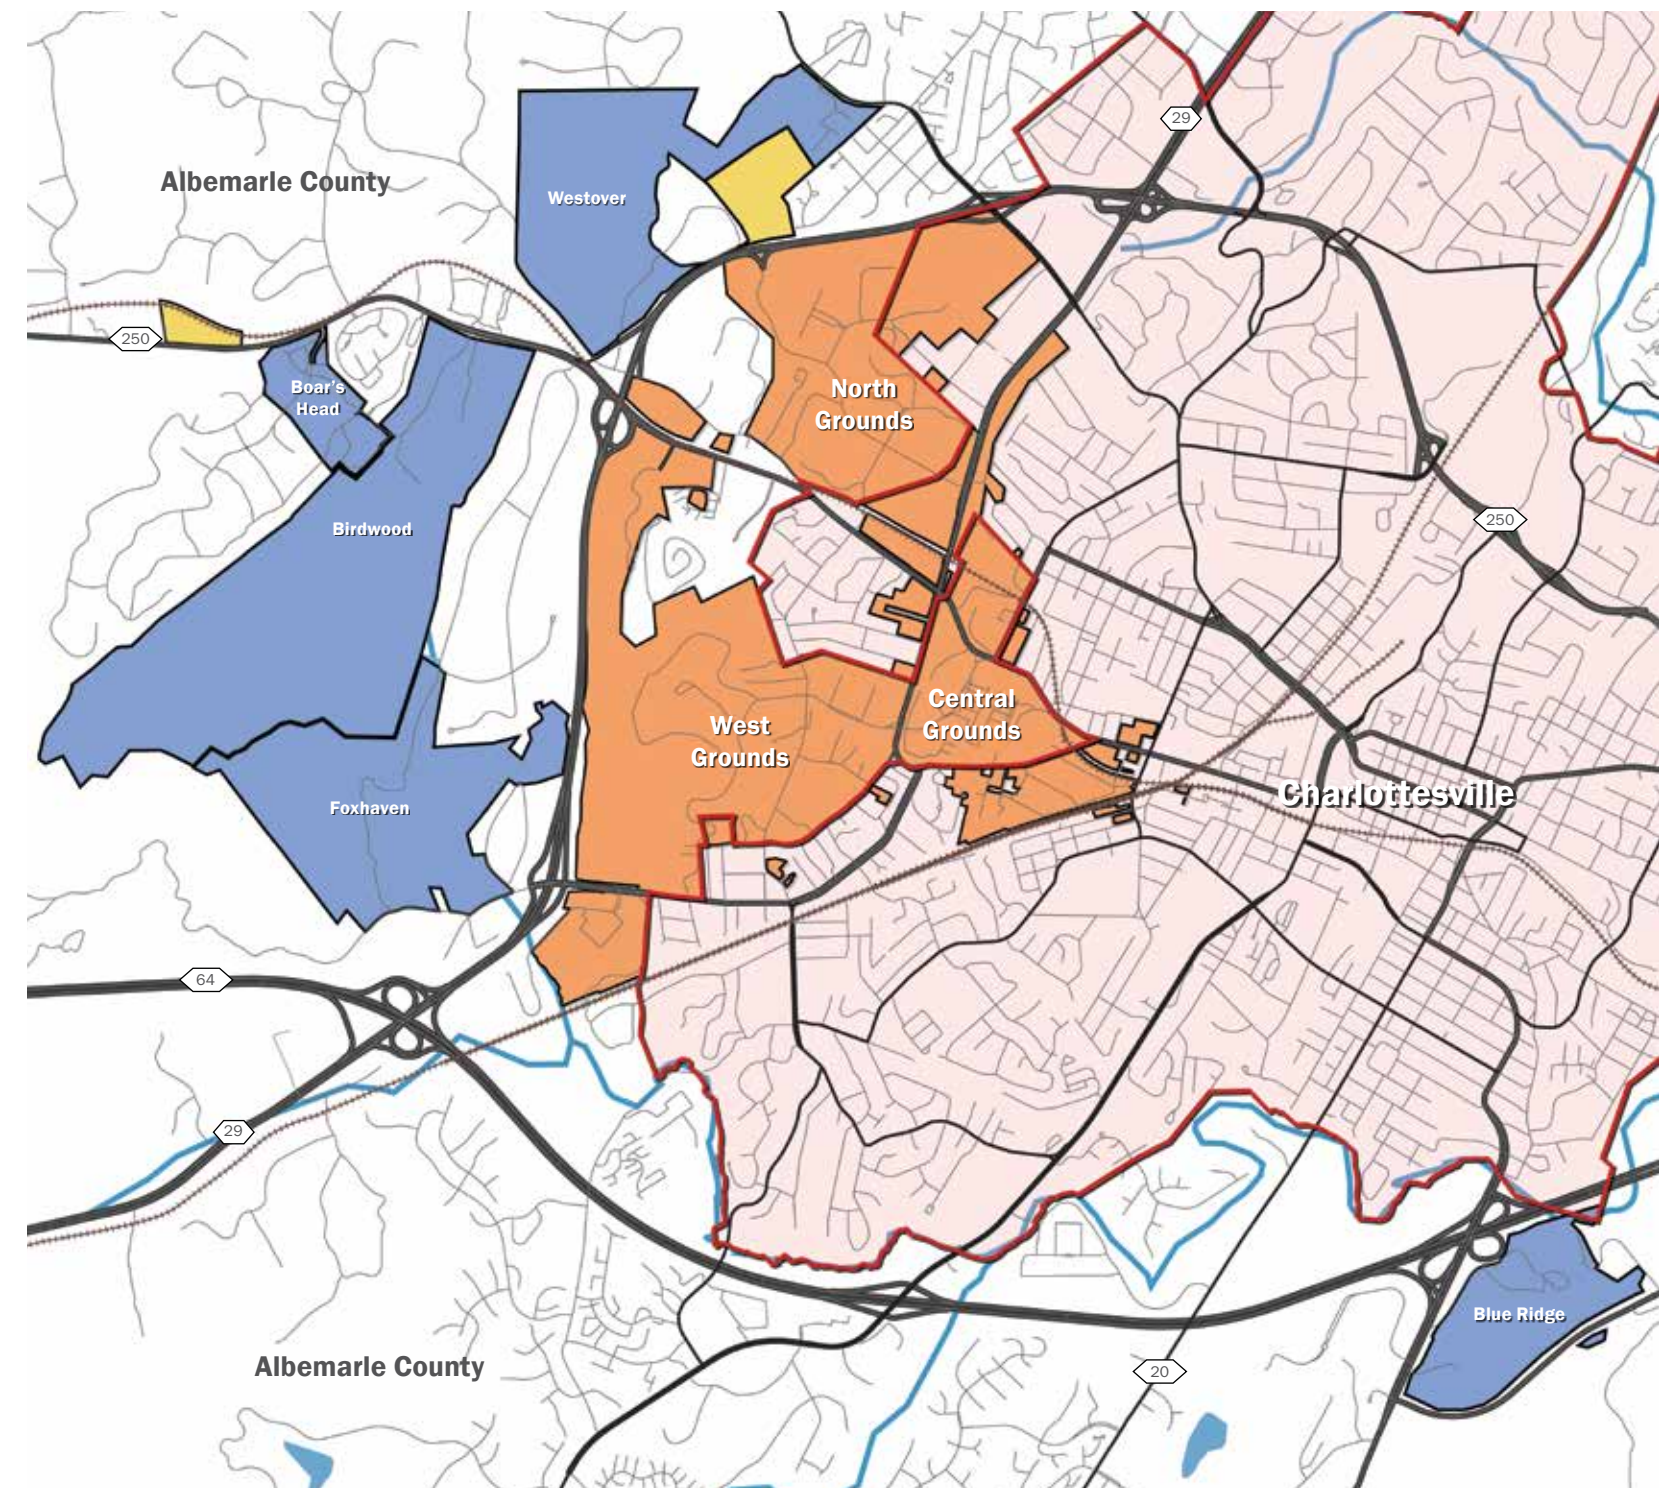 29
Albemarle County
Westover
250
Boar's
Head
North
Grounds
Birdwood
250
Central
Grounds
West
Grounds
Charlottesville
Foxhaven
64
29
Blue Ridge
Albemarle County
20